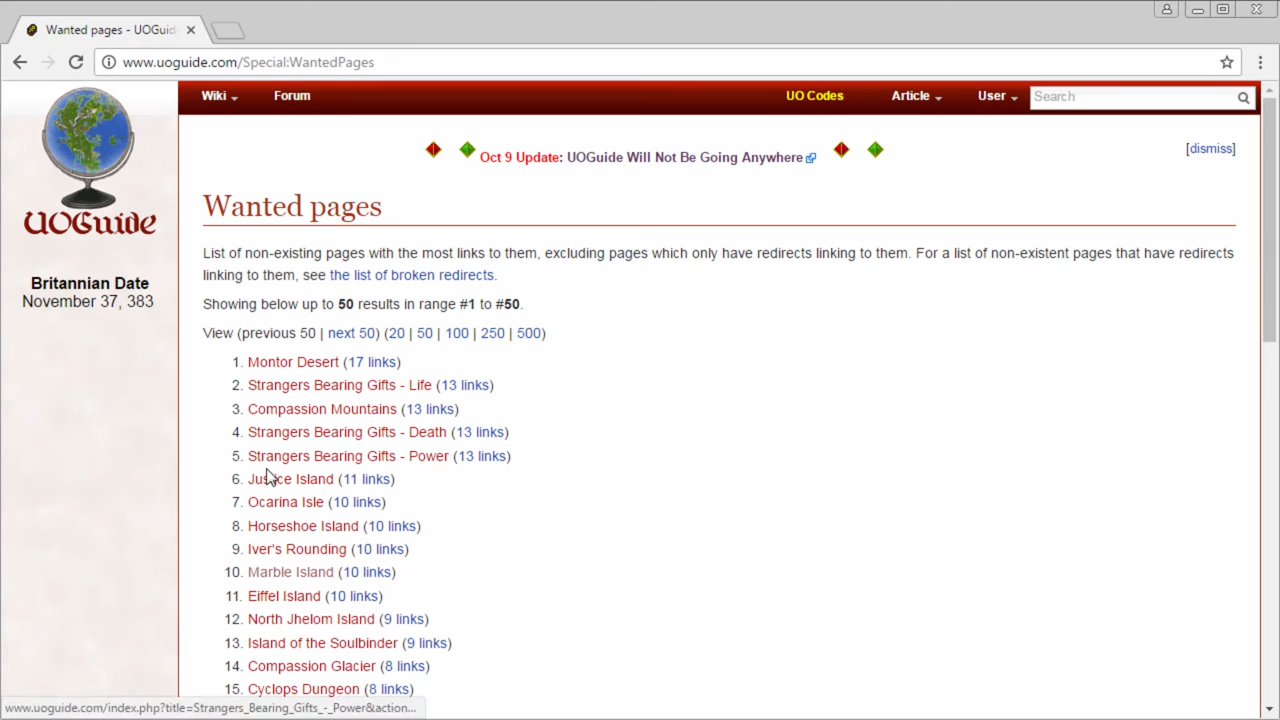 Wanted pages - UOGuid
www.uoguide.com/Special:WantedPages
Wiki Forum UO Codes Article User Search
Oct 9 Update: UOGuide Will Not Be Going Anywhere [dismiss]
UOGuide
Britannian Date
November 37, 383
Wanted pages
List of non-existing pages with the most links to them, excluding pages which only have redirects linking to them. For a list of non-existent pages that have redirects
linking to them, see the list of broken redirects.
Showing below up to 50 results in range #1 to #50.
View (previous 50 | next 50) (20 | 50 | 100 | 250 | 500)
1. Montor Desert (17 links)
2. Strangers Bearing Gifts - Life (13 links)
3. Compassion Mountains (13 links)
4. Strangers Bearing Gifts - Death (13 links)
5. Strangers Bearing Gifts - Power (13 links)
6. Justice Island (11 links)
7. Ocarina Isle (10 links)
8. Horseshoe Island (10 links)
9. Iver's Rounding (10 links)
10. Marble Island (10 links)
11. Eiffel Island (10 links)
12. North Jhelom Island (9 links)
13. Island of the Soulbinder (9 links)
14. Compassion Glacier (8 links)
15. Cyclops Dungeon (8 links)
www.uoguide.com/index.php?title=Strangers_Bearing_Gifts_-_Power&action...